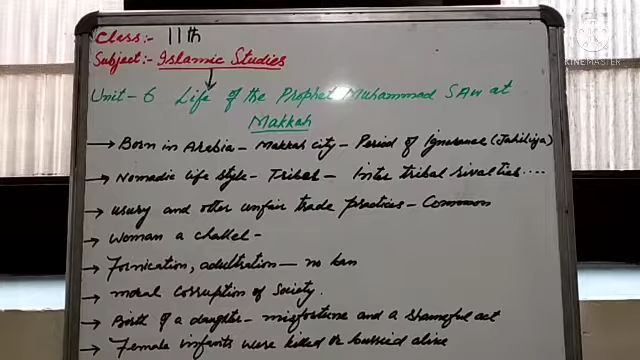 Class:- 11th
Subject:- Islamic Studies
Unit-6 Life of the Prophet Muhammad SAW at
Makkah
→ Born in Arabia - Makkah city - Period of Ignorance (Jahiliya)
→ Nomadic life style - Tribes - Inter tribal rivalties....
→ usury and other unfair trade practices - Common
→ Woman a chattel -
→ Fornication, adultration - no ban
→ moral corruption of Society.
→ Birth of a daughter - misfortune and a shameful act
→ Female infants were killed or burried alive
KINEMASTER